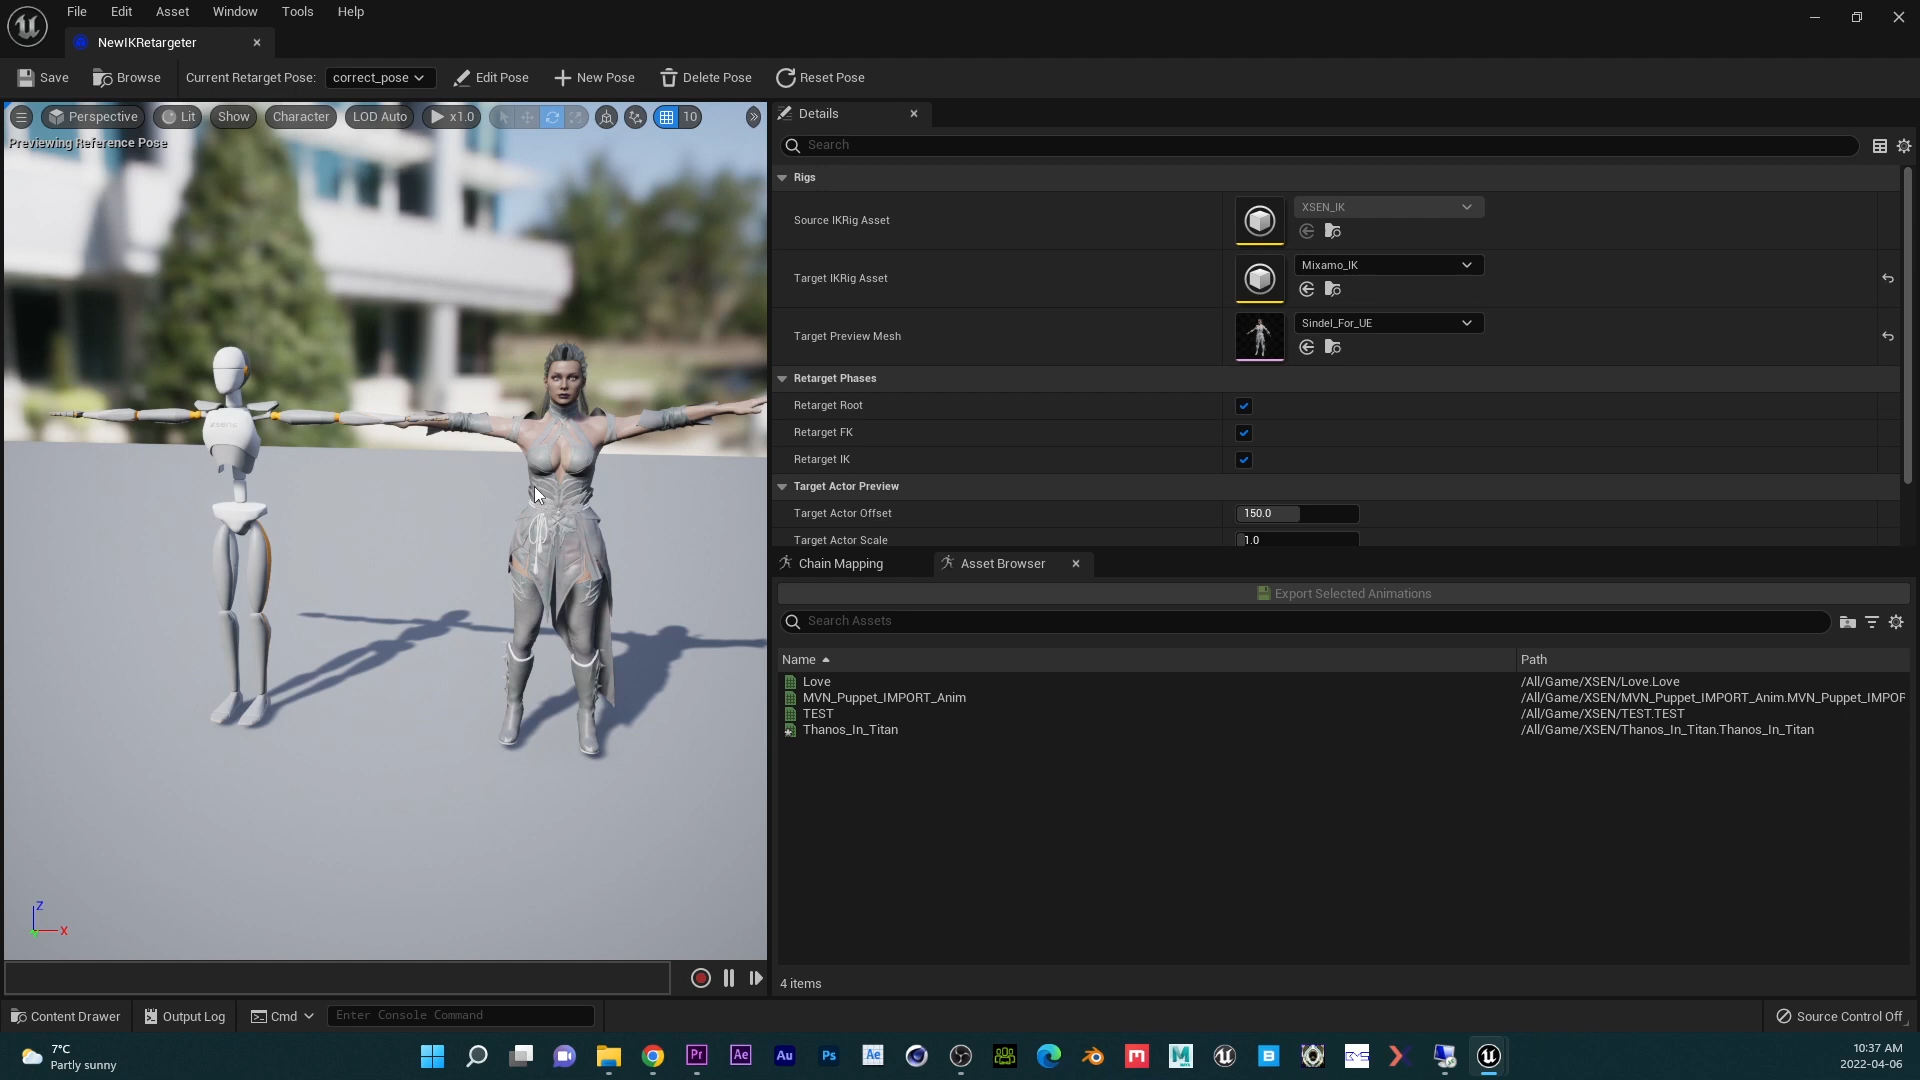 File Edit Asset Window Tools Help
NewIKRetargeter
Save Browse Current Retarget Pose: correct_pose Edit Pose New Pose Delete Pose Reset Pose
Perspective Lit Show Character LOD Auto x1.0 10
Previewing Reference Pose
Details
Search
Rigs
Source IKRig Asset XSEN_IK
Target IKRig Asset Mixamo_IK
Target Preview Mesh Sindel_For_UE
Retarget Phases
Retarget Root
Retarget FK
Retarget IK
Target Actor Preview
Target Actor Offset 150.0
Target Actor Scale 1.0
Chain Mapping Asset Browser
Export Selected Animations
Search Assets
Name Path
Love /All/Game/XSEN/Love.Love
MVN_Puppet_IMPORT_Anim /All/Game/XSEN/MVN_Puppet_IMPORT_Anim.MVN_Puppet_IMPOR
TEST /All/Game/XSEN/TEST.TEST
Thanos_In_Titan /All/Game/XSEN/Thanos_In_Titan.Thanos_In_Titan
4 items
Z
X
Content Drawer Output Log Cmd Enter Console Command Source Control Off
7°C
Partly sunny
Pr Ae Au Ps Ae
10:37 AM
2022-04-06